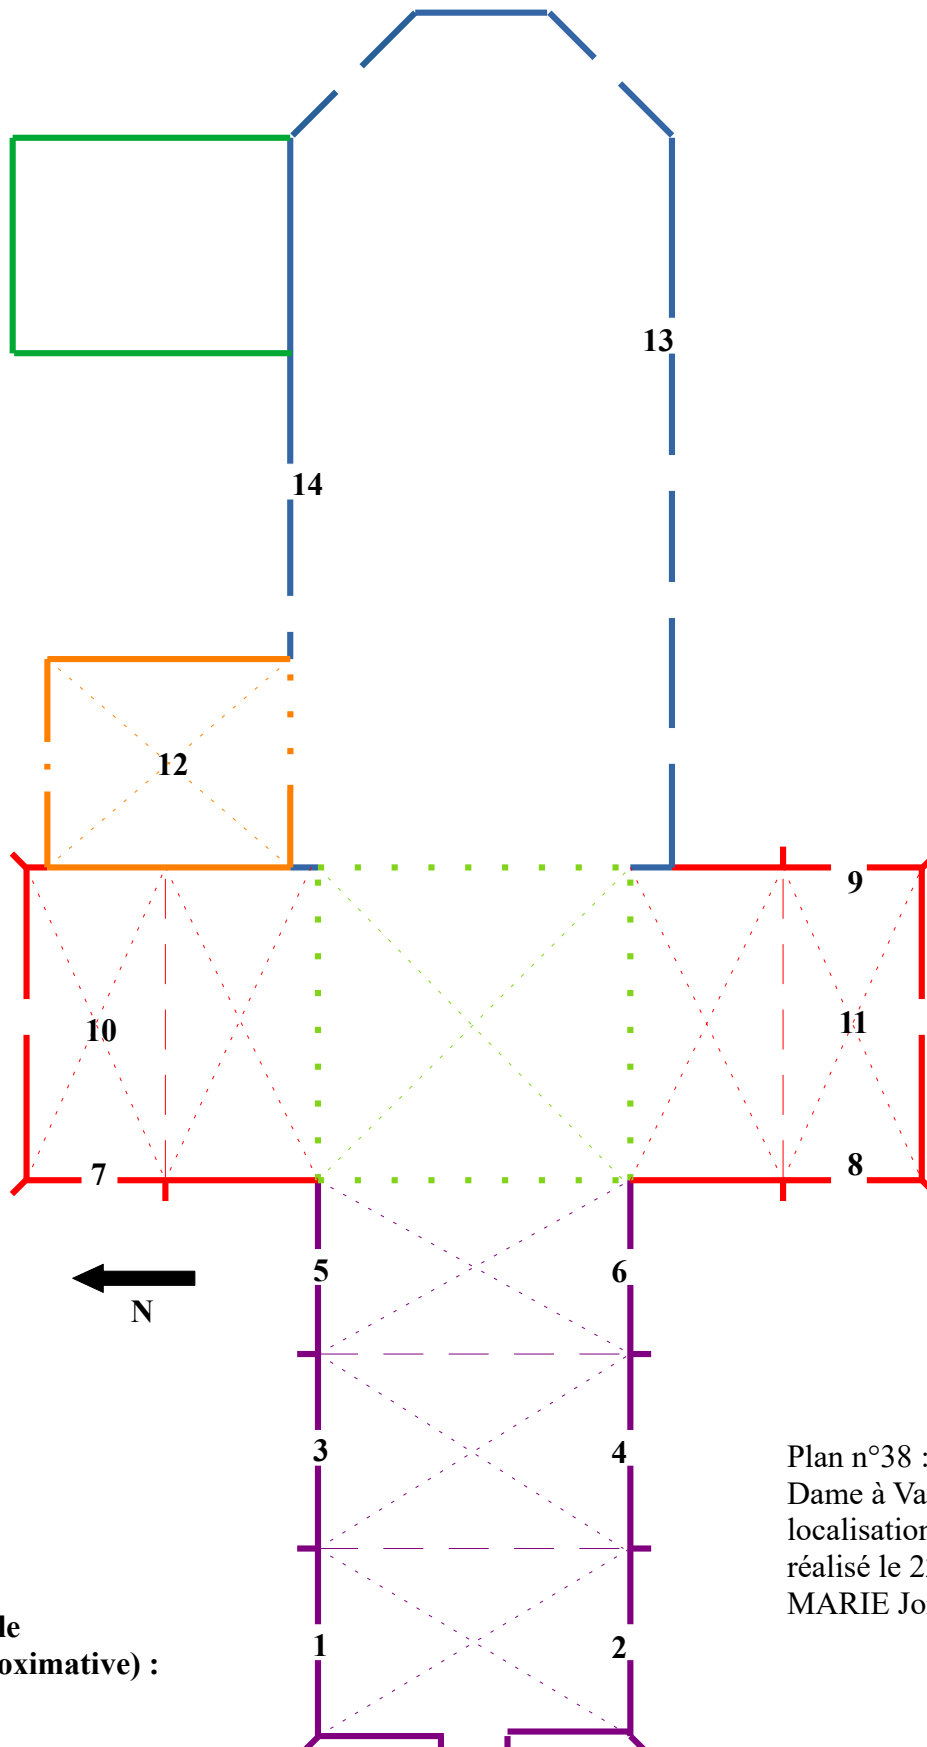 13
14
12
9
10
11
7
8
5
6
N
3
4
Plan n°38 :
Dame à Va
localisation
réalisé le 2
MARIE Jo
1
2
le
oximative) :